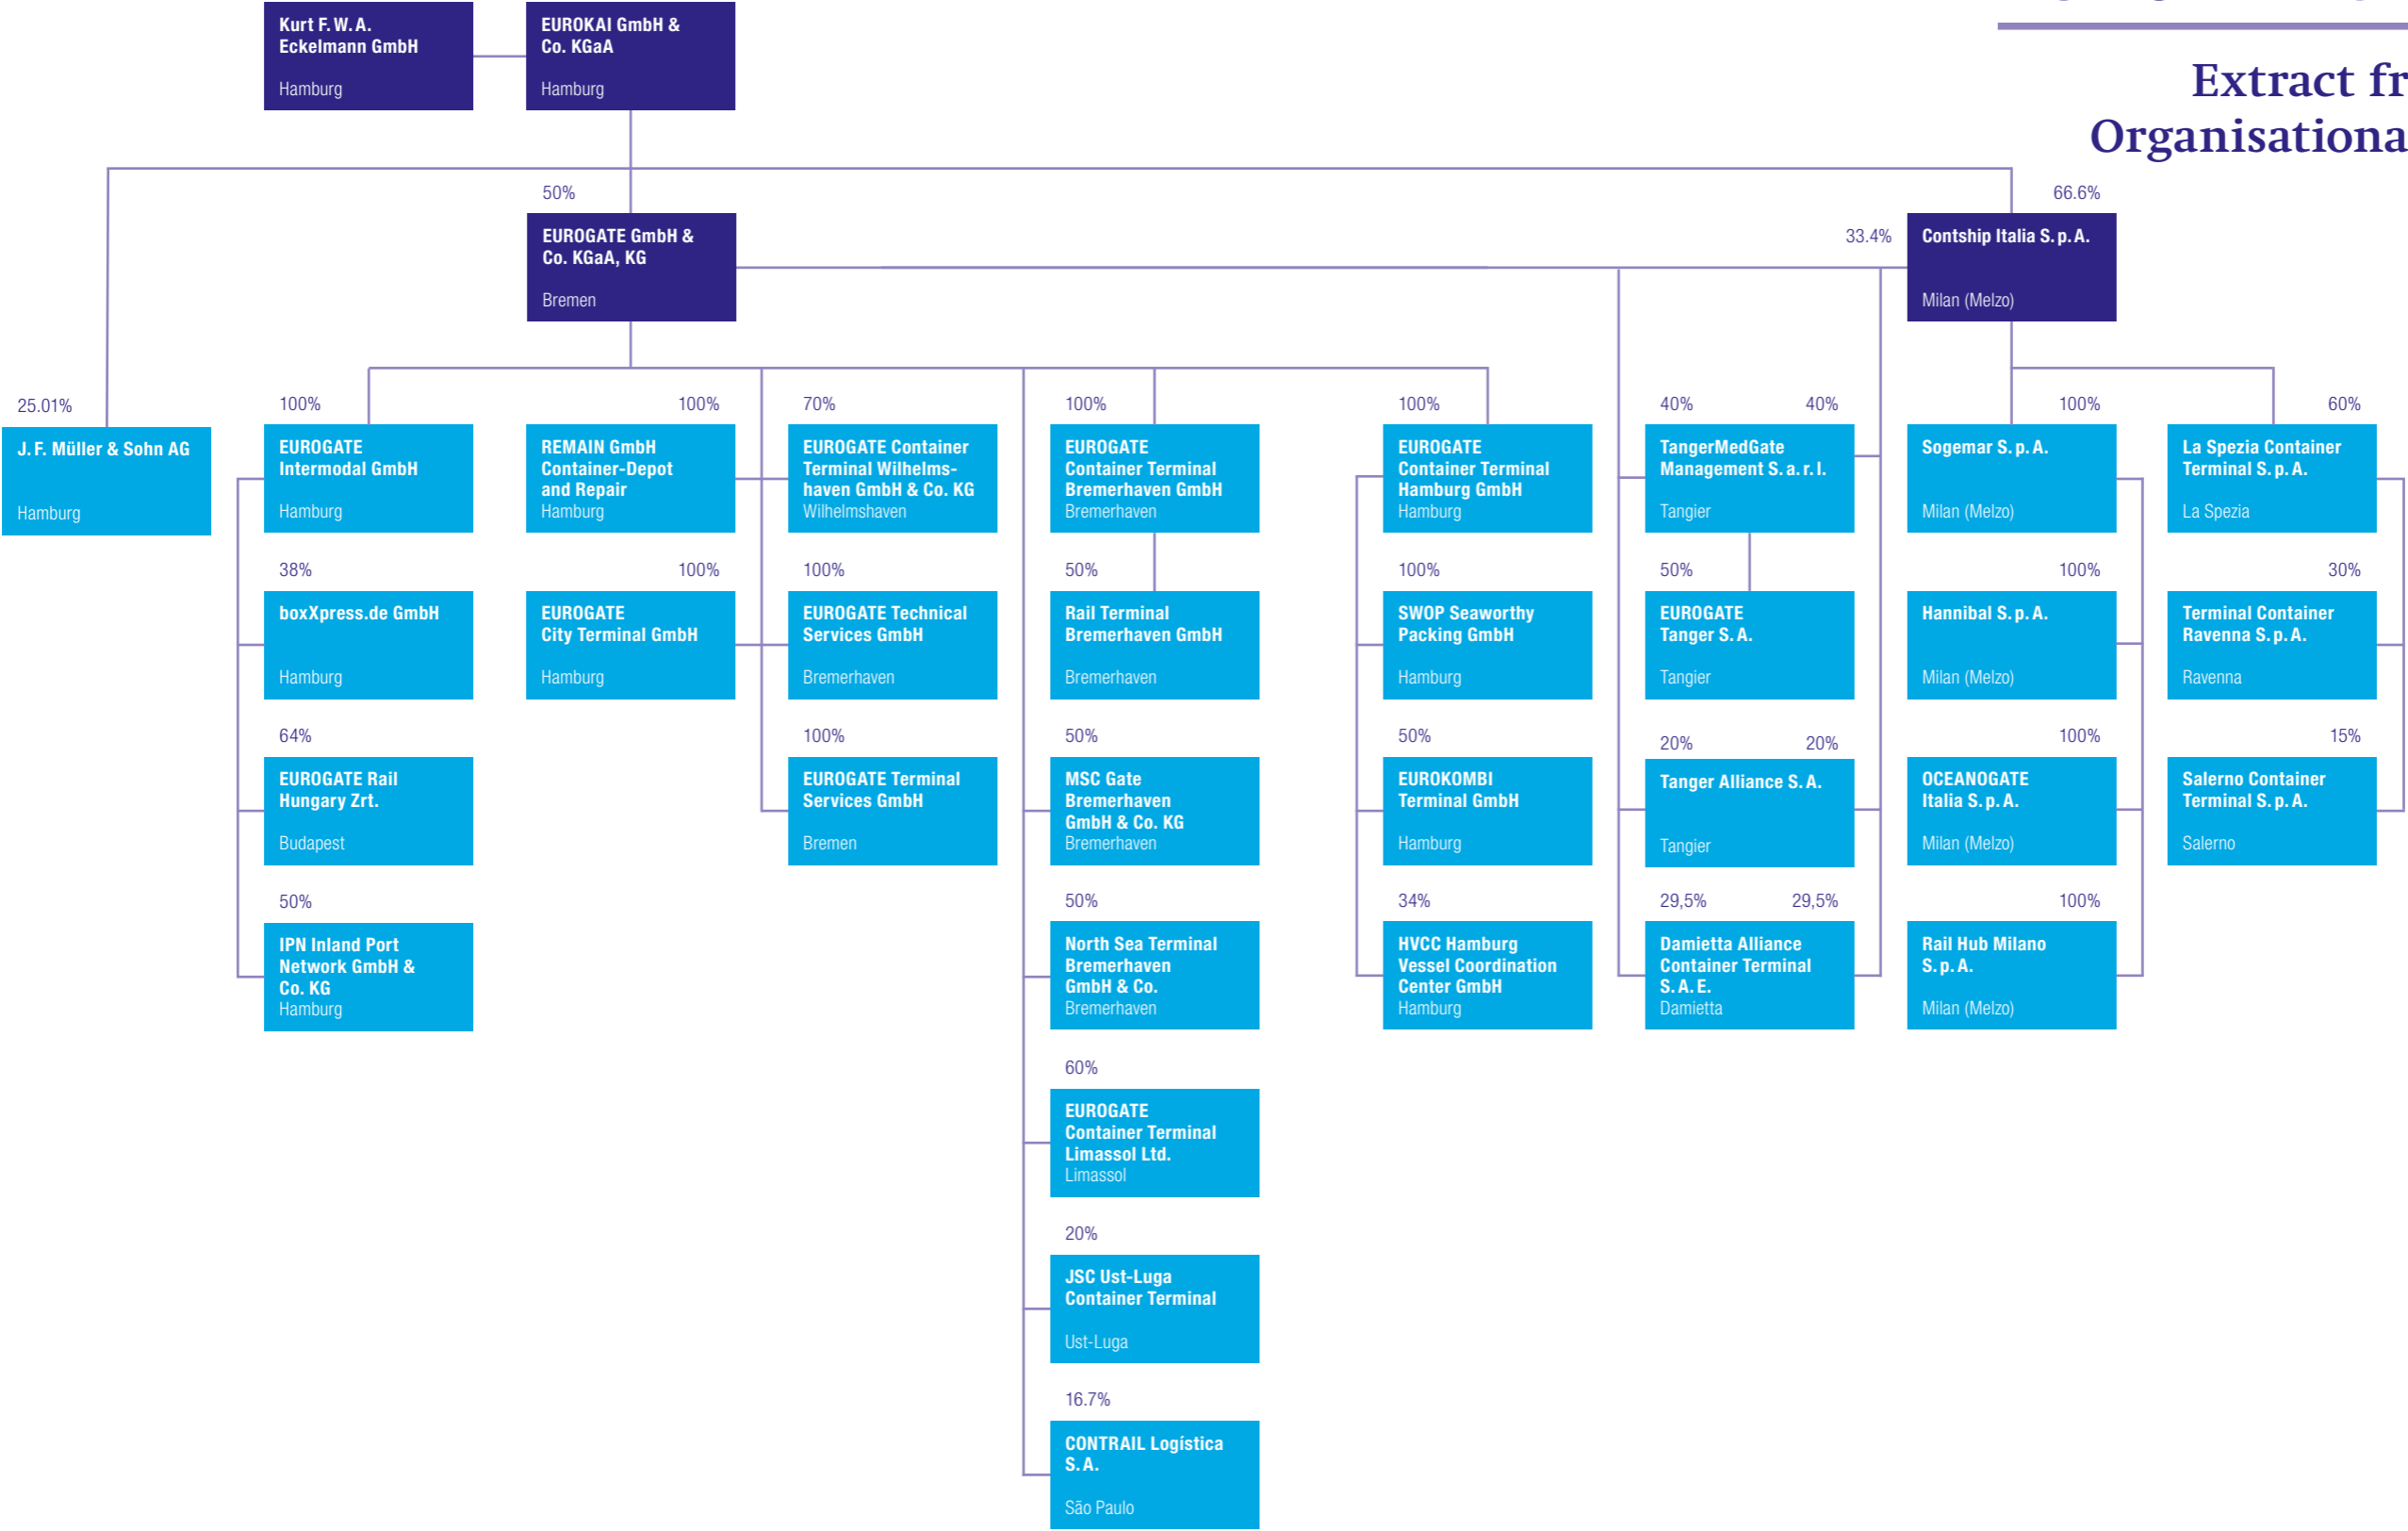 Extract fr
Organisationa
Kurt F. W. A.
Eckelmann GmbH
Hamburg
EUROKAI GmbH &
Co. KGaA
Hamburg
50%
EUROGATE GmbH &
Co. KGaA, KG
Bremen
66.6%
33.4%
Contship Italia S. p. A.
Milan (Melzo)
25.01%
J. F. Müller & Sohn AG
Hamburg
100%
EUROGATE
Intermodal GmbH
Hamburg
38%
boxXpress.de GmbH
Hamburg
64%
EUROGATE Rail
Hungary Zrt.
Budapest
50%
IPN Inland Port
Network GmbH &
Co. KG
Hamburg
100%
REMAIN GmbH
Container-Depot
and Repair
Hamburg
100%
EUROGATE
City Terminal GmbH
Hamburg
70%
EUROGATE Container
Terminal Wilhelms-
haven GmbH & Co. KG
Wilhelmshaven
100%
EUROGATE Technical
Services GmbH
Bremerhaven
100%
EUROGATE Terminal
Services GmbH
Bremen
100%
EUROGATE
Container Terminal
Bremerhaven GmbH
Bremerhaven
50%
Rail Terminal
Bremerhaven GmbH
Bremerhaven
50%
MSC Gate
Bremerhaven
GmbH & Co. KG
Bremerhaven
50%
North Sea Terminal
Bremerhaven
GmbH & Co.
Bremerhaven
60%
EUROGATE
Container Terminal
Limassol Ltd.
Limassol
20%
JSC Ust-Luga
Container Terminal
Ust-Luga
16.7%
CONTRAIL Logística
S. A.
São Paulo
100%
EUROGATE
Container Terminal
Hamburg GmbH
Hamburg
100%
SWOP Seaworthy
Packing GmbH
Hamburg
50%
EUROKOMBI
Terminal GmbH
Hamburg
34%
HVCC Hamburg
Vessel Coordination
Center GmbH
Hamburg
40% 40%
TangerMedGate
Management S. a. r. l.
Tangier
50%
EUROGATE
Tanger S. A.
Tangier
20% 20%
Tanger Alliance S. A.
Tangier
29,5% 29,5%
Damietta Alliance
Container Terminal
S. A. E.
Damietta
100%
Sogemar S. p. A.
Milan (Melzo)
100%
Hannibal S. p. A.
Milan (Melzo)
100%
OCEANOGATE
Italia S. p. A.
Milan (Melzo)
100%
Rail Hub Milano
S. p. A.
Milan (Melzo)
60%
La Spezia Container
Terminal S. p. A.
La Spezia
30%
Terminal Container
Ravenna S. p. A.
Ravenna
15%
Salerno Container
Terminal S. p. A.
Salerno